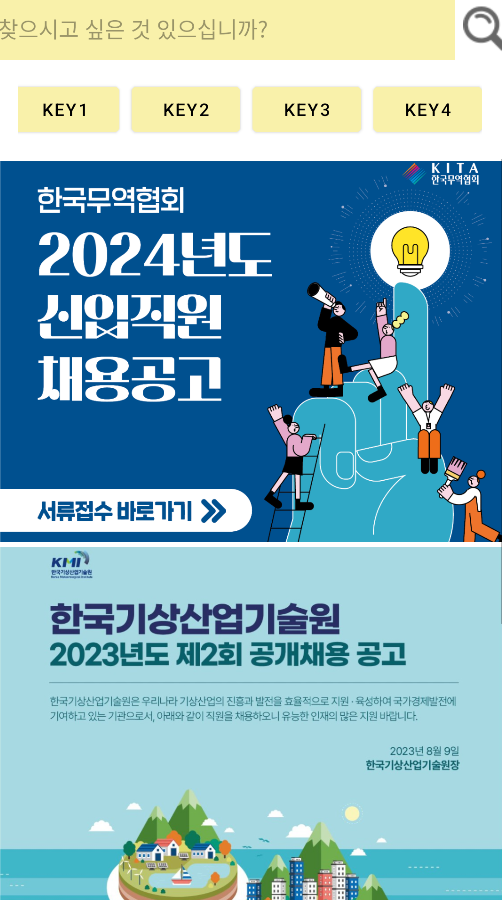 찾으시고 싶은 것 있으십니까?
KEY1 KEY2 KEY3 KEY4
KITA
한국무역협회
한국무역협회
2024년도
신입직원
채용공고
서류접수 바로가기
KMI
한국기상산업기술원
한국기상산업기술원
2023년도 제2회 공개채용 공고
한국기상산업기술원은 우리나라 기상산업의 진흥과 발전을 효율적으로 지원·육성하여 국가경제발전에
기여하고 있는 기관으로서, 아래와 같이 직원을 채용하오니 유능한 인재의 많은 지원 바랍니다.
2023년 8월 9일
한국기상산업기술원장